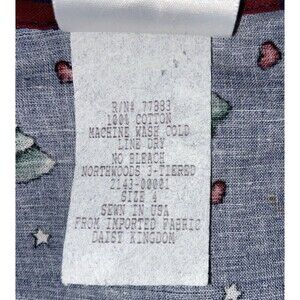 R/N# 77883
100% COTTON
MACHINE WASH COLD
LINE DRY
NO BLEACH
NORTHWOODS 3-TIERED
2143-00001
SIZE 4
SEWN IN USA
FROM IMPORTED FABRIC
DAISY KINGDOM